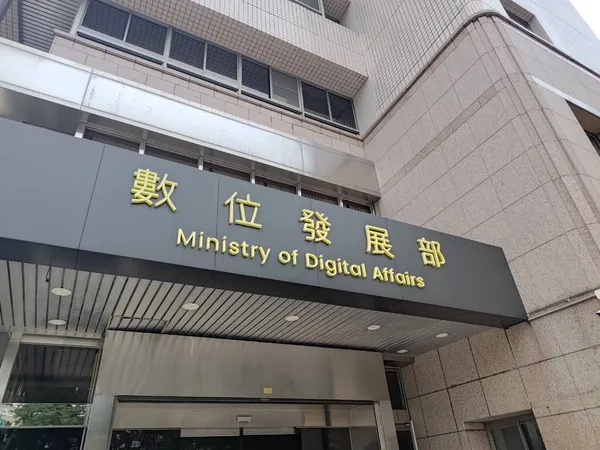 數位發展部
Ministry of Digital Affairs